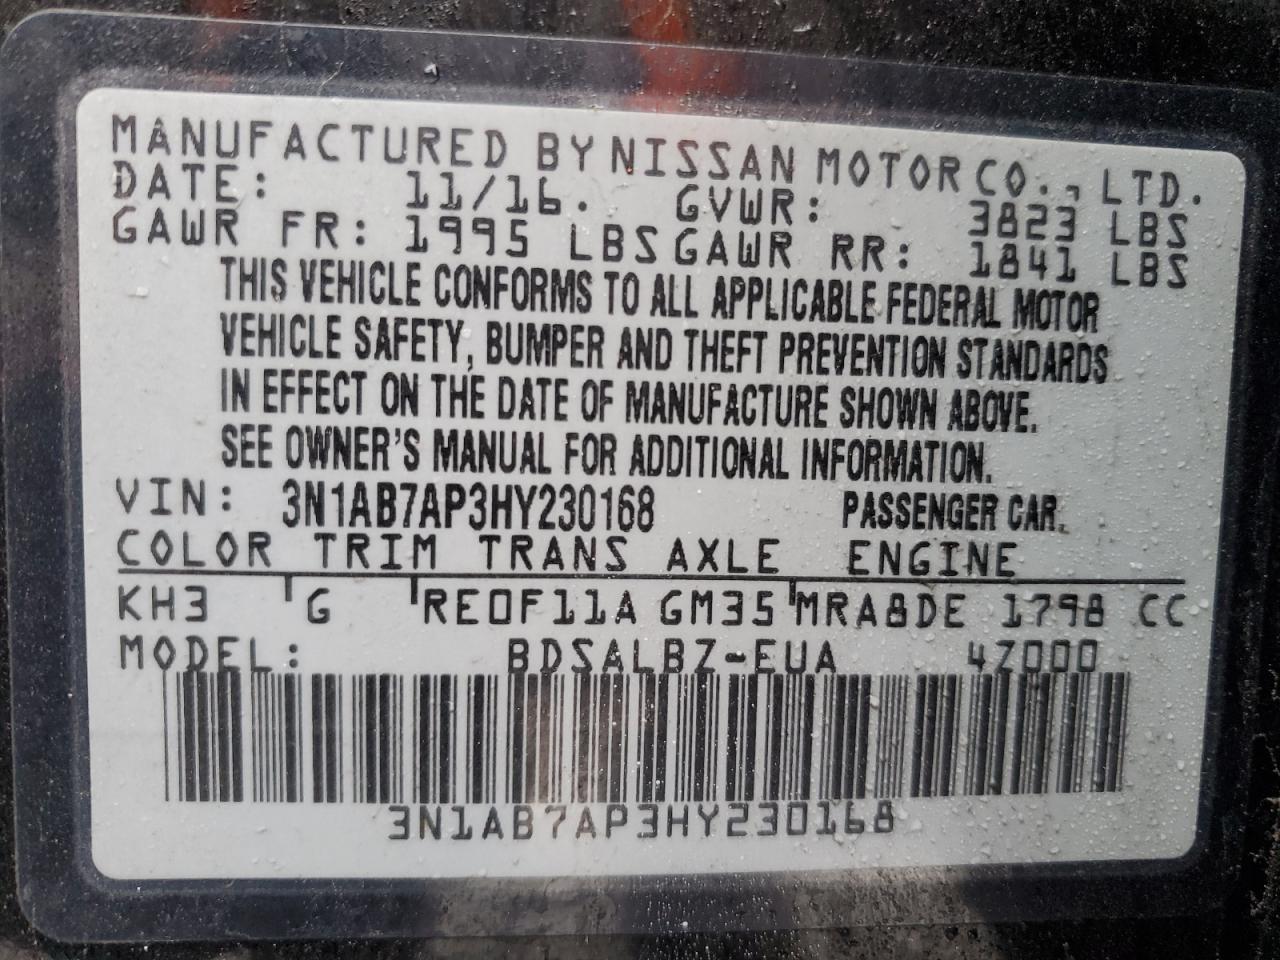 MANUFACTURED BY NISSAN MOTOR CO., LTD.
DATE: 11/16. GVWR: 3823 LBS
GAWR FR: 1995 LBS GAWR RR: 1841 LBS
THIS VEHICLE CONFORMS TO ALL APPLICABLE FEDERAL MOTOR
VEHICLE SAFETY, BUMPER AND THEFT PREVENTION STANDARDS
IN EFFECT ON THE DATE OF MANUFACTURE SHOWN ABOVE.
SEE OWNER'S MANUAL FOR ADDITIONAL INFORMATION.
VIN: 3N1AB7AP3HY230168 PASSENGER CAR.
COLOR TRIM TRANS AXLE ENGINE
KH3 G RE0F11A GM35 MRA8DE 1798 CC
MODEL: BDSALBZ-EUA 4Z000
3N1AB7AP3HY230168